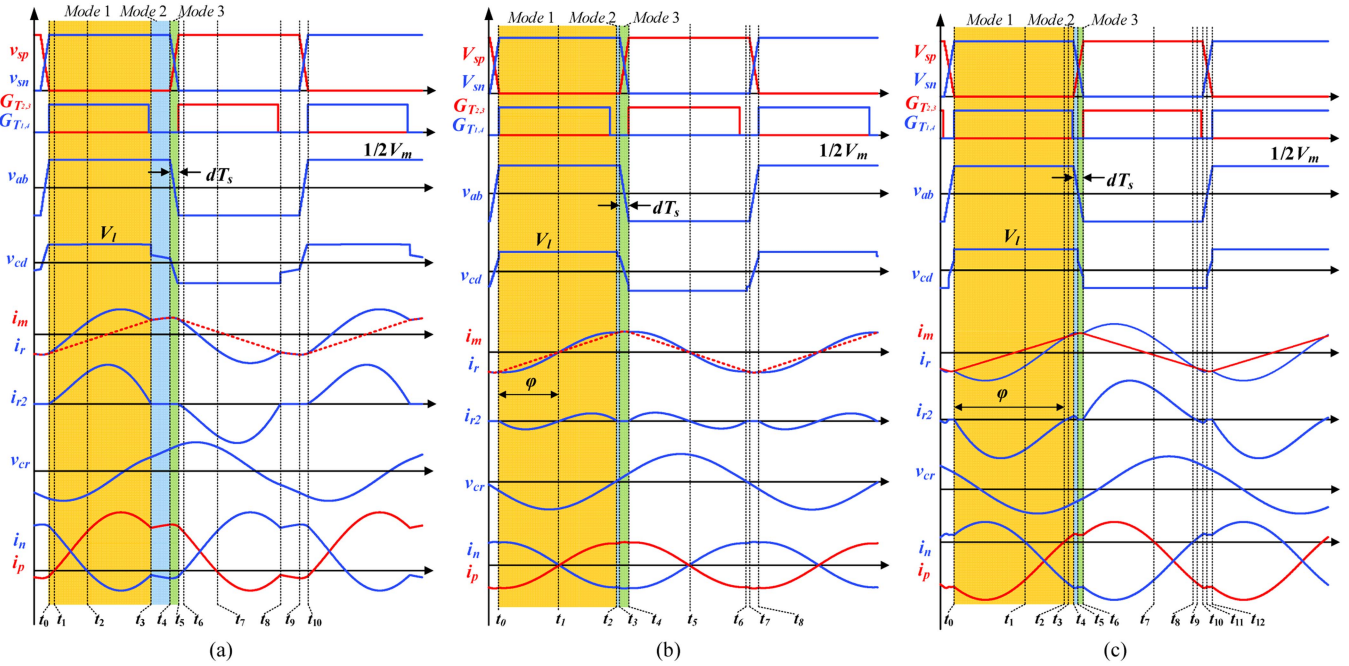 Mode 1 Mode 2 Mode 3
v_sp
v_sn
G_T2,3
G_T1,4
1/2V_m
v_ab
dT_s
V_l
v_cd
i_m
i_r
i_r2
v_cr
i_n
i_p
t_0 t_1 t_2 t_3 t_4 t_5 t_6 t_7 t_8 t_9 t_10
(a)
Mode 1 Mode 2 Mode 3
V_sp
V_sn
G_T2,3
G_T1,4
1/2V_m
v_ab
dT_s
V_l
v_cd
i_m
i_r
φ
i_r2
v_cr
i_n
i_p
t_0 t_1 t_2 t_3 t_4 t_5 t_6 t_7 t_8
(b)
Mode 1 Mode 2 Mode 3
V_sp
V_sn
G_T2,3
G_T1,4
1/2V_m
v_ab
dT_s
V_l
v_cd
i_m
i_r
φ
i_r2
v_cr
i_n
i_p
t_0 t_1 t_2 t_3 t_4 t_5 t_6 t_7 t_8 t_9 t_10 t_11 t_12
(c)